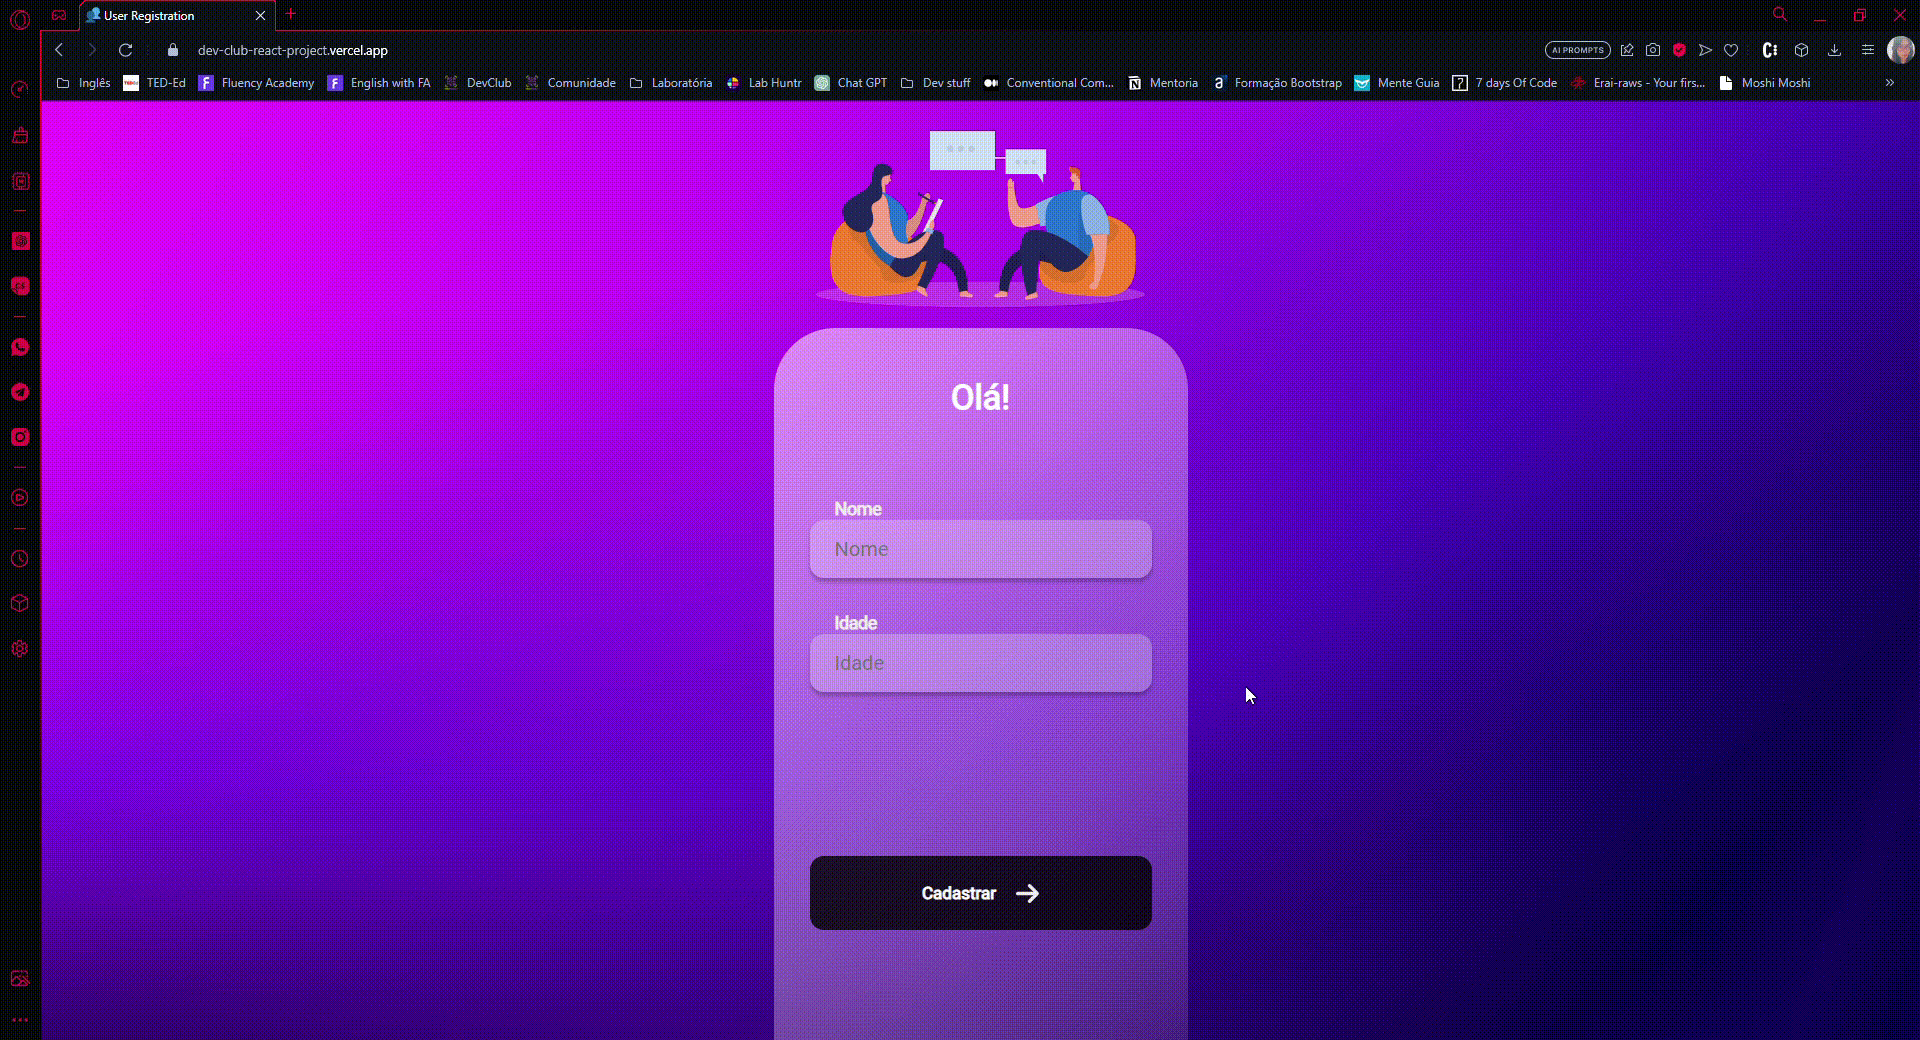 User Registration
dev-club-react-project.vercel.app
AI PROMPTS
Inglês TED-Ed Fluency Academy English with FA DevClub Comunidade Laboratória Lab Huntr Chat GPT Dev stuff Conventional Com... Mentoria Formação Bootstrap Mente Guia 7 days Of Code Erai-raws - Your firs... Moshi Moshi
Olá!
Nome
Nome
Idade
Idade
Cadastrar